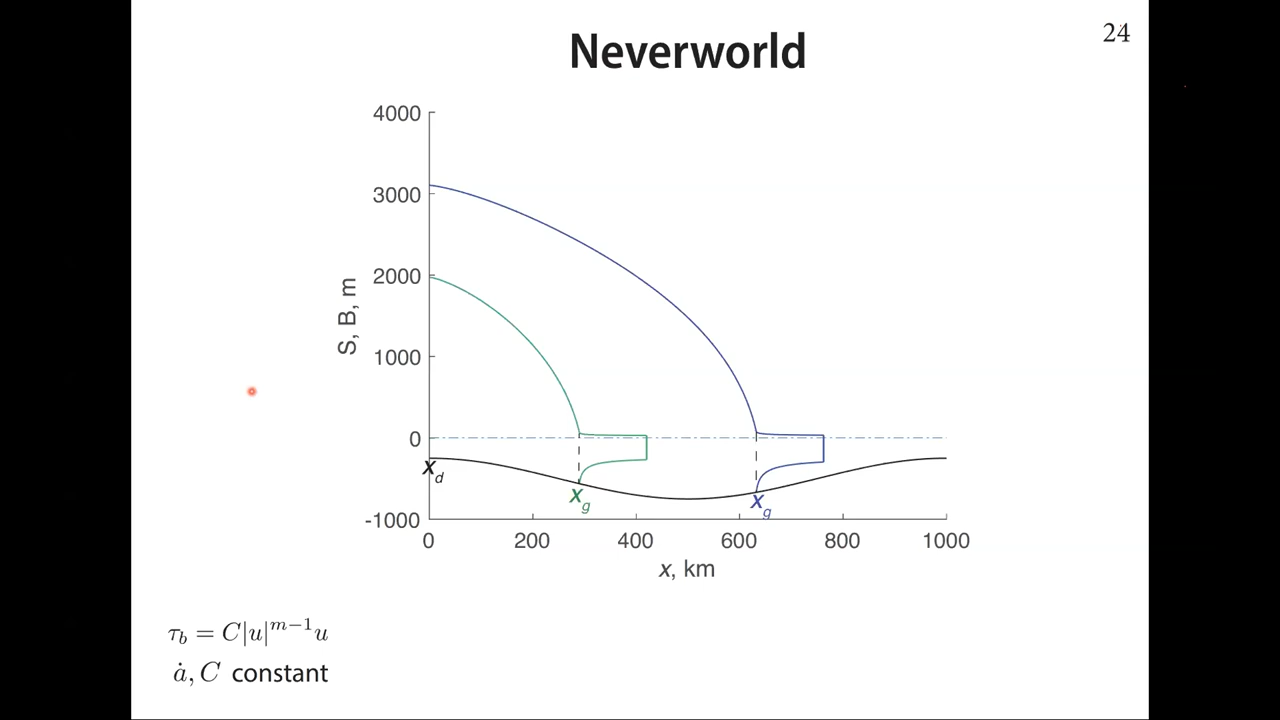 Neverworld
24
4000
3000
2000
1000
0
-1000
S, B, m
x_d
x_g
x_g
0 200 400 600 800 1000
x, km
τ_b = C|u|^{m−1}u
ȧ, C constant